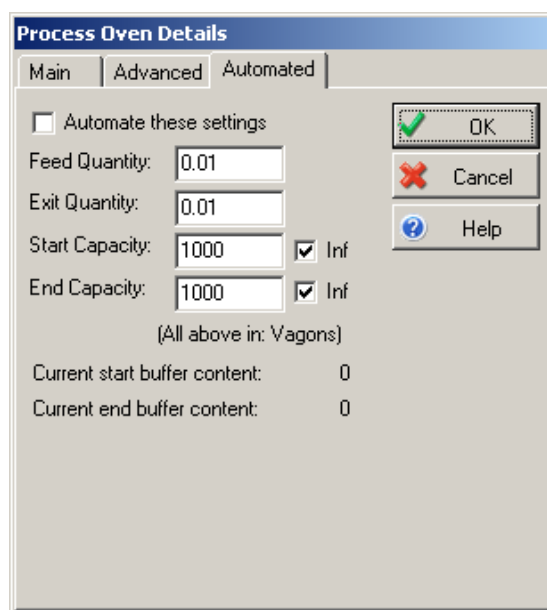 Process Oven Details
Main Advanced Automated
Automate these settings
OK
Feed Quantity: 0.01
Cancel
Exit Quantity: 0.01
Help
Start Capacity: 1000 Inf
End Capacity: 1000 Inf
(All above in: Vagons)
Current start buffer content: 0
Current end buffer content: 0